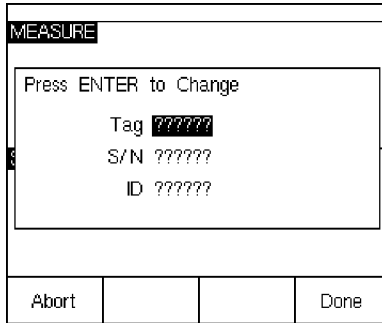 MEASURE
Press ENTER to Change
Tag ??????
S/N ??????
ID ??????
Abort
Done